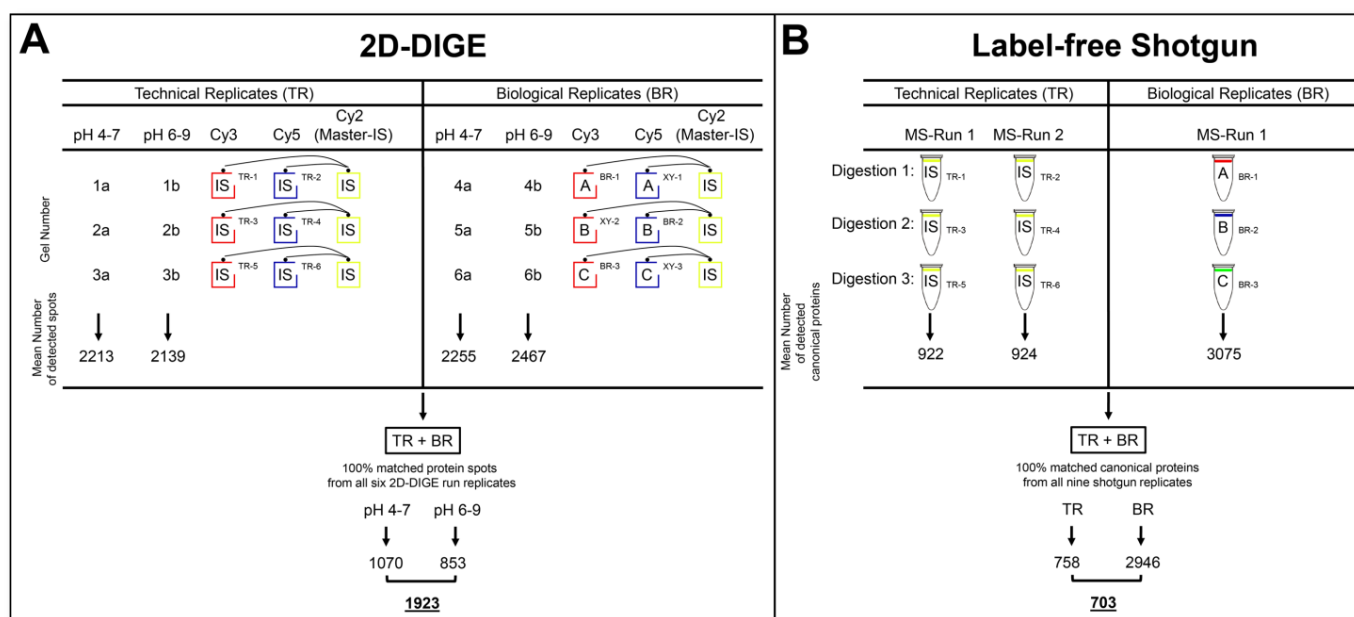 A
2D-DIGE
Technical Replicates (TR)
Biological Replicates (BR)
pH 4-7 pH 6-9 Cy3 Cy5 Cy2 (Master-IS)
pH 4-7 pH 6-9 Cy3 Cy5 Cy2 (Master-IS)
Gel Number
1a 1b IS TR-1 IS TR-2 IS
4a 4b A BR-1 A XY-1 IS
2a 2b IS TR-3 IS TR-4 IS
5a 5b B XY-2 B BR-2 IS
3a 3b IS TR-5 IS TR-6 IS
6a 6b C BR-3 C XY-3 IS
Mean Number
of detected spots
2213 2139
2255 2467
TR + BR
100% matched protein spots
from all six 2D-DIGE run replicates
pH 4-7 pH 6-9
1070 853
1923
B
Label-free Shotgun
Technical Replicates (TR)
Biological Replicates (BR)
MS-Run 1 MS-Run 2
MS-Run 1
Digestion 1: IS TR-1 IS TR-2
A BR-1
Digestion 2: IS TR-3 IS TR-4
B BR-2
Digestion 3: IS TR-5 IS TR-6
C BR-3
Mean Number
of detected
canonical proteins
922 924
3075
TR + BR
100% matched canonical proteins
from all nine shotgun replicates
TR BR
758 2946
703